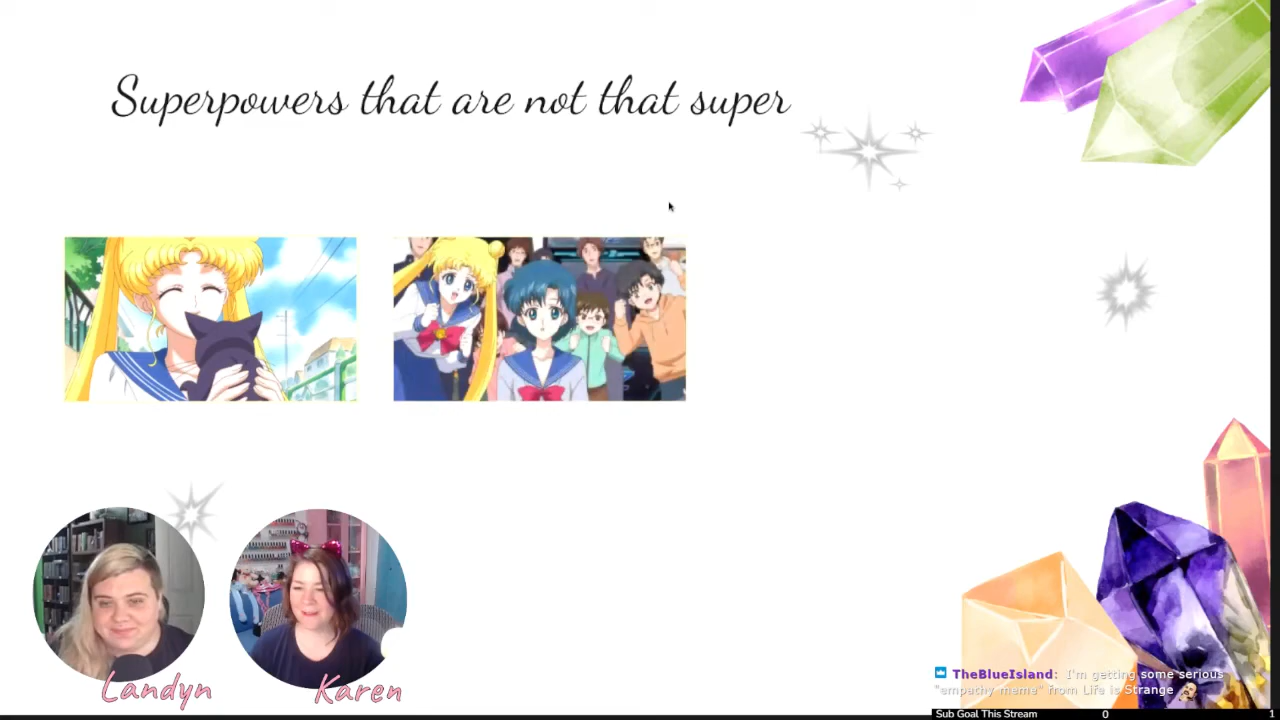 Superpowers that are not that super
Landyn
Karen
TheBlueIsland: I'm getting some serious
"empathy meme" from Life is Strange
Sub Goal This Stream 0 1